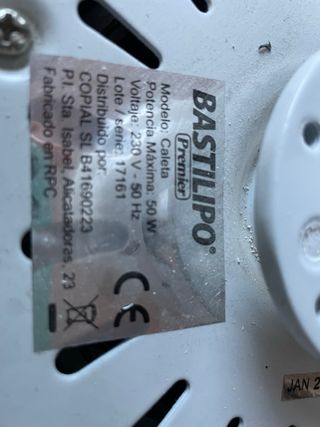 BASTILIPO®
Premier
Modelo: Caleta
Potencia Máxima: 50 W
Voltaje: 230 V - 50 Hz
Lote / serie: 17161
Distribuido por:
COPIAL SL B41690223
P.I. Sta. Isabel, Alcatadores, 23
Fabricado en RPC
CE
JAN 2